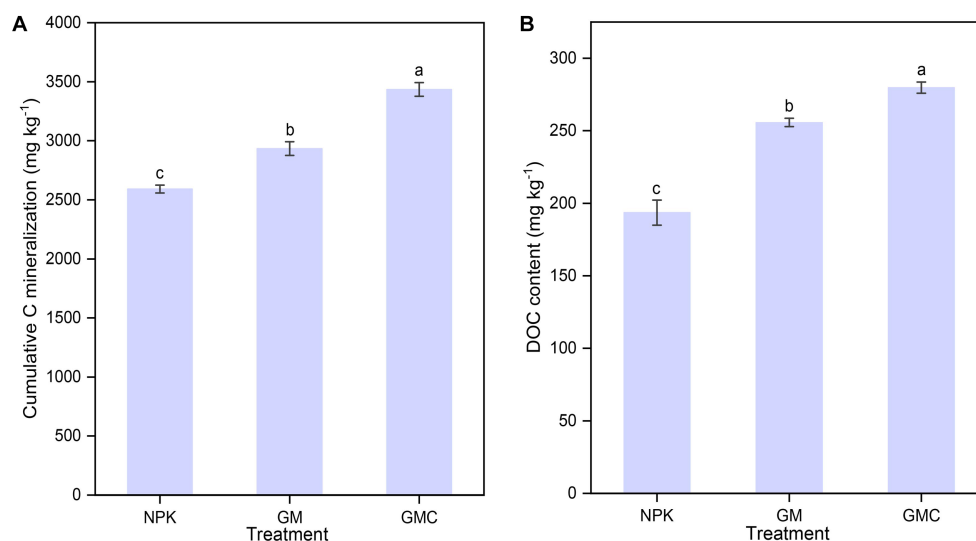 A
Cumulative C mineralization (mg kg⁻¹)
4000
3500
3000
2500
2000
1500
1000
500
0
c
b
a
NPK
GM
GMC
Treatment
B
DOC content (mg kg⁻¹)
300
250
200
150
100
50
0
c
b
a
NPK
GM
GMC
Treatment